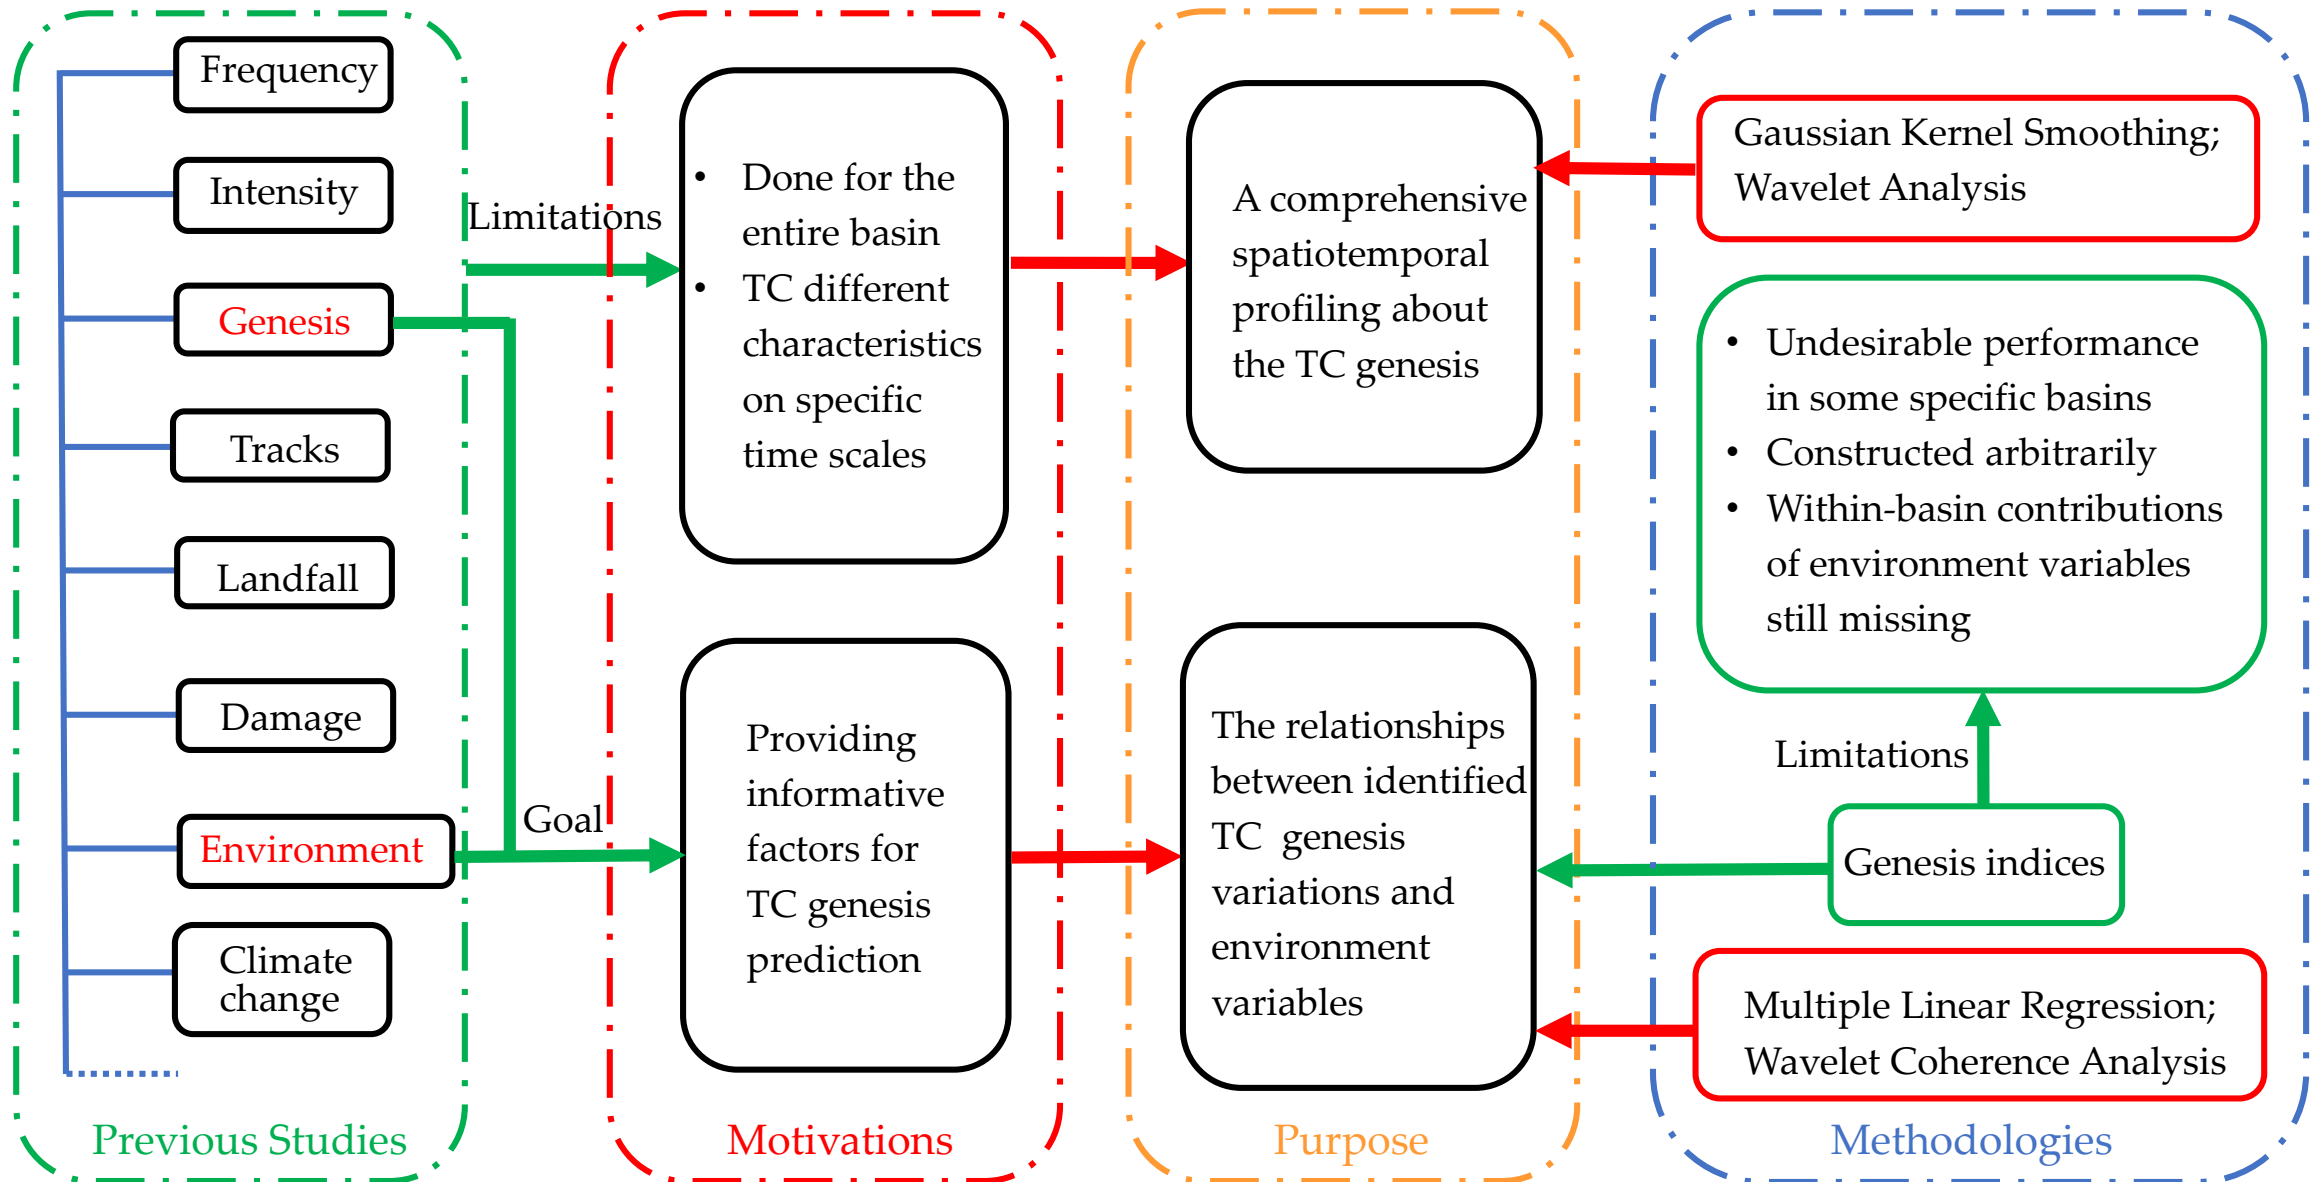 Frequency
Intensity
Genesis
Tracks
Landfall
Damage
Environment
Climate
change
Previous Studies
Limitations
Goal
• Done for the
entire basin
• TC different
characteristics
on specific
time scales
Providing
informative
factors for
TC genesis
prediction
Motivations
A comprehensive
spatiotemporal
profiling about
the TC genesis
The relationships
between identified
TC genesis
variations and
environment
variables
Purpose
Gaussian Kernel Smoothing;
Wavelet Analysis
• Undesirable performance
in some specific basins
• Constructed arbitrarily
• Within-basin contributions
of environment variables
still missing
Limitations
Genesis indices
Multiple Linear Regression;
Wavelet Coherence Analysis
Methodologies